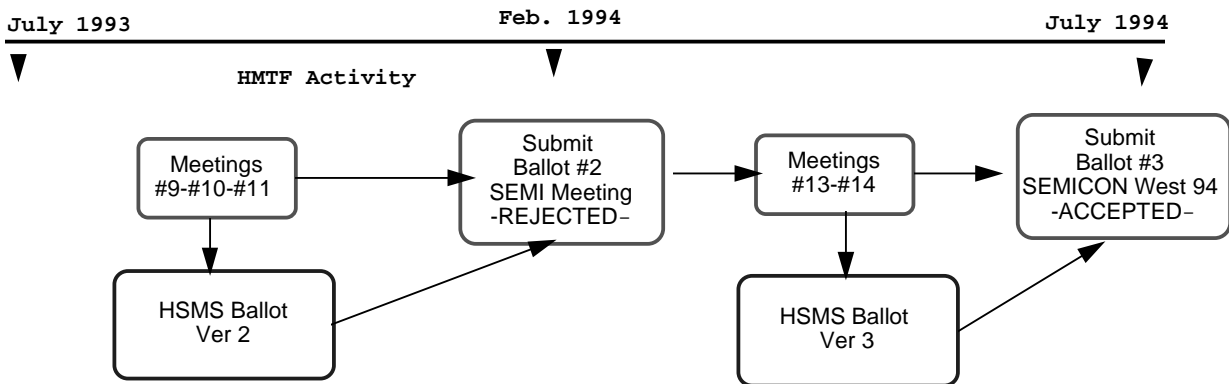 July 1993
Feb. 1994
July 1994
HMTF Activity
Meetings
#9-#10-#11
Submit
Ballot #2
SEMI Meeting
-REJECTED-
Meetings
#13-#14
Submit
Ballot #3
SEMICON West 94
-ACCEPTED-
HSMS Ballot
Ver 2
HSMS Ballot
Ver 3